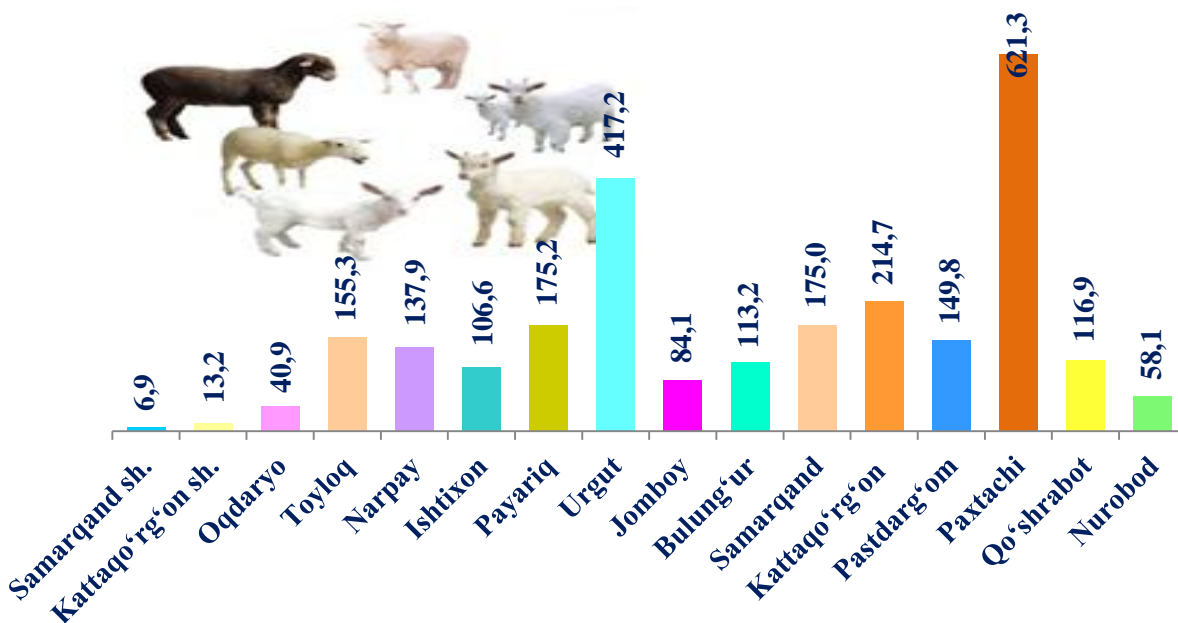 6,9
13,2
40,9
155,3
137,9
106,6
175,2
417,2
84,1
113,2
175,0
214,7
149,8
621,3
116,9
58,1
Samarqand sh.
Kattaqo‘rg‘on sh.
Oqdaryo
Toyloq
Narpay
Ishtixon
Payariq
Urgut
Jomboy
Bulung‘ur
Samarqand
Kattaqo‘rg‘on
Pastdarg‘om
Paxtachi
Qo‘shrabot
Nurobod